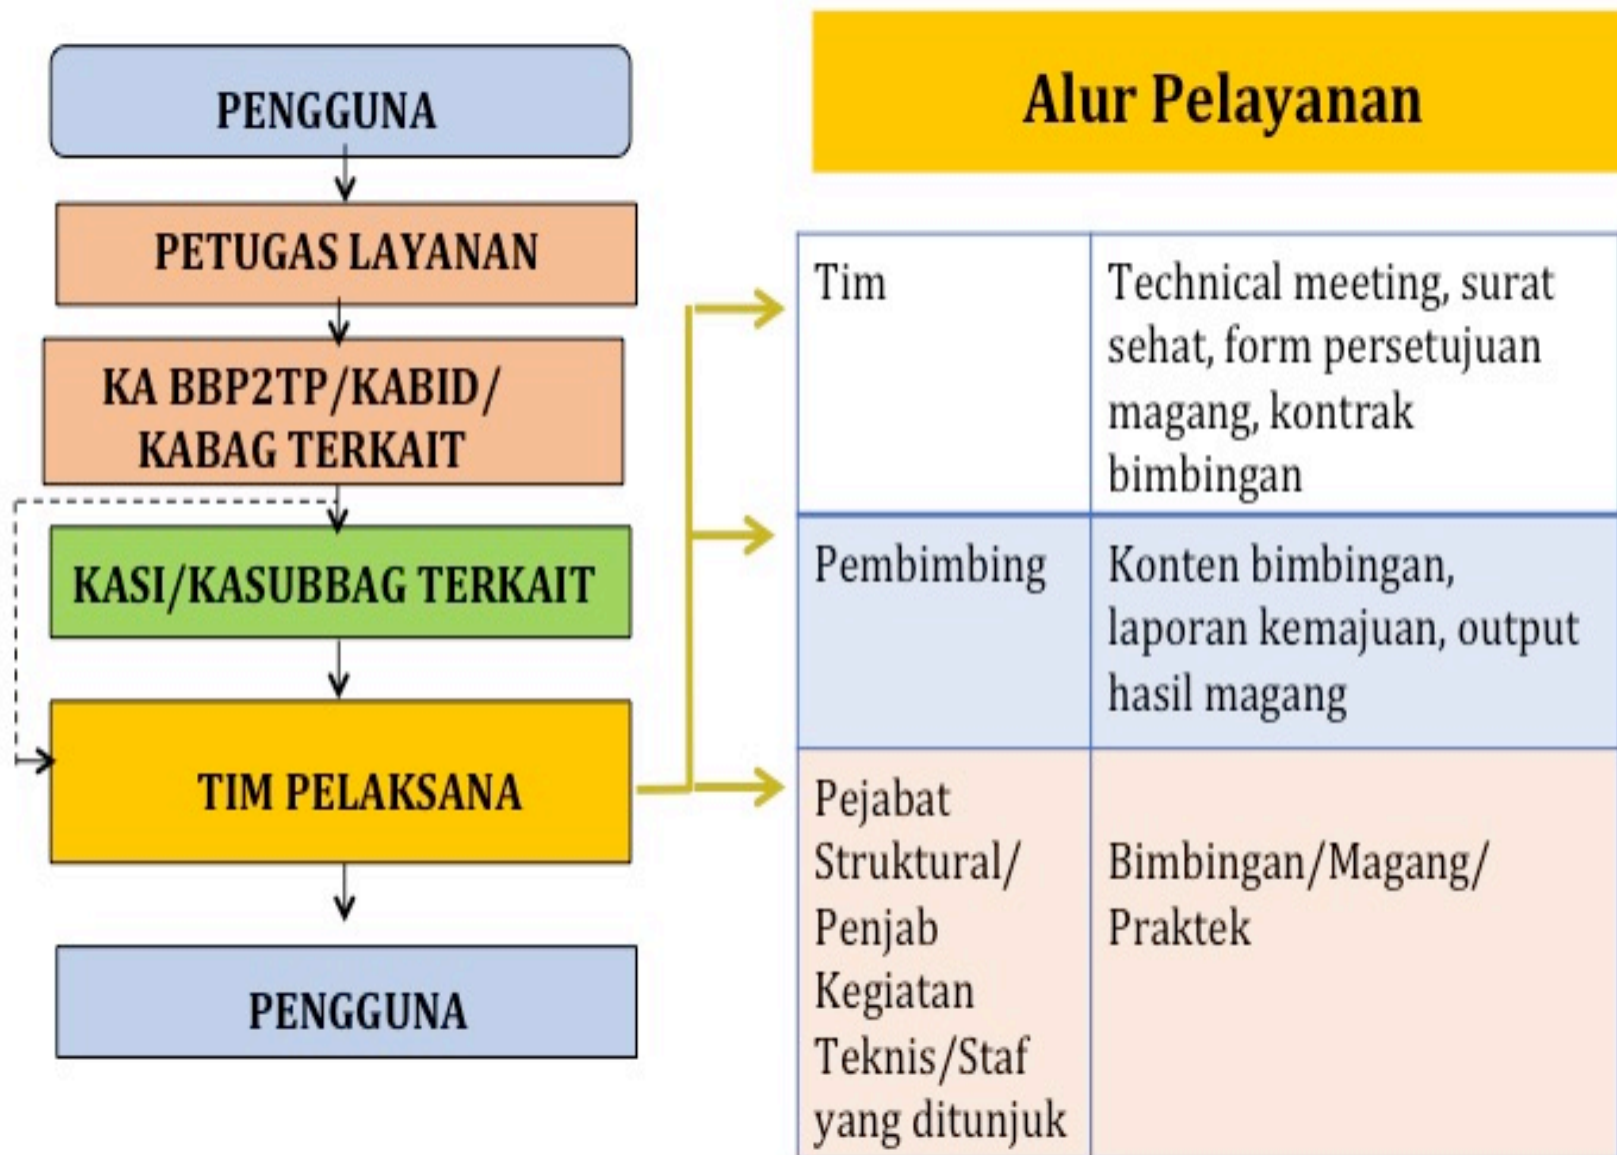 PENGGUNA
PETUGAS LAYANAN
KA BBP2TP/KABID/
KABAG TERKAIT
KASI/KASUBBAG TERKAIT
TIM PELAKSANA
PENGGUNA
Alur Pelayanan
Tim
Technical meeting, surat
sehat, form persetujuan
magang, kontrak
bimbingan
Pembimbing
Konten bimbingan,
laporan kemajuan, output
hasil magang
Pejabat
Struktural/
Penjab
Kegiatan
Teknis/Staf
yang ditunjuk
Bimbingan/Magang/
Praktek